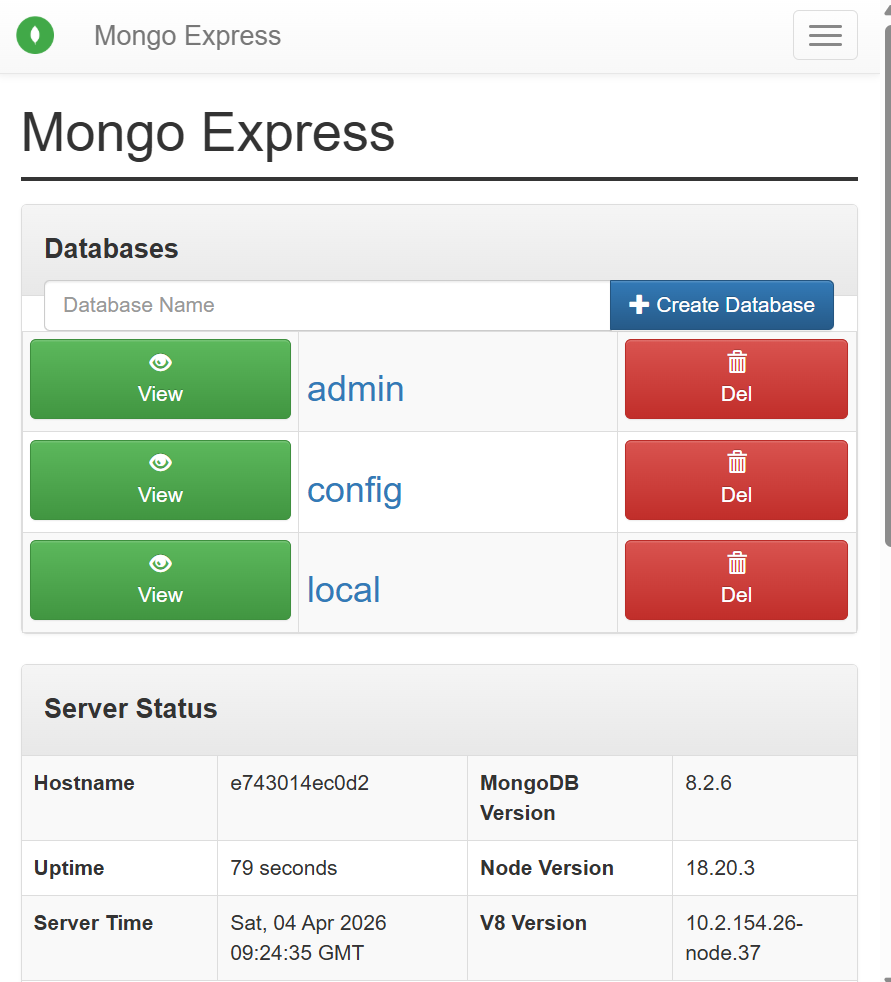 Mongo Express
Mongo Express
Databases
Database Name
Create Database
View
admin
Del
View
config
Del
View
local
Del
Server Status
Hostname e743014ec0d2 MongoDB Version 8.2.6
Uptime 79 seconds Node Version 18.20.3
Server Time Sat, 04 Apr 2026 09:24:35 GMT V8 Version 10.2.154.26-node.37